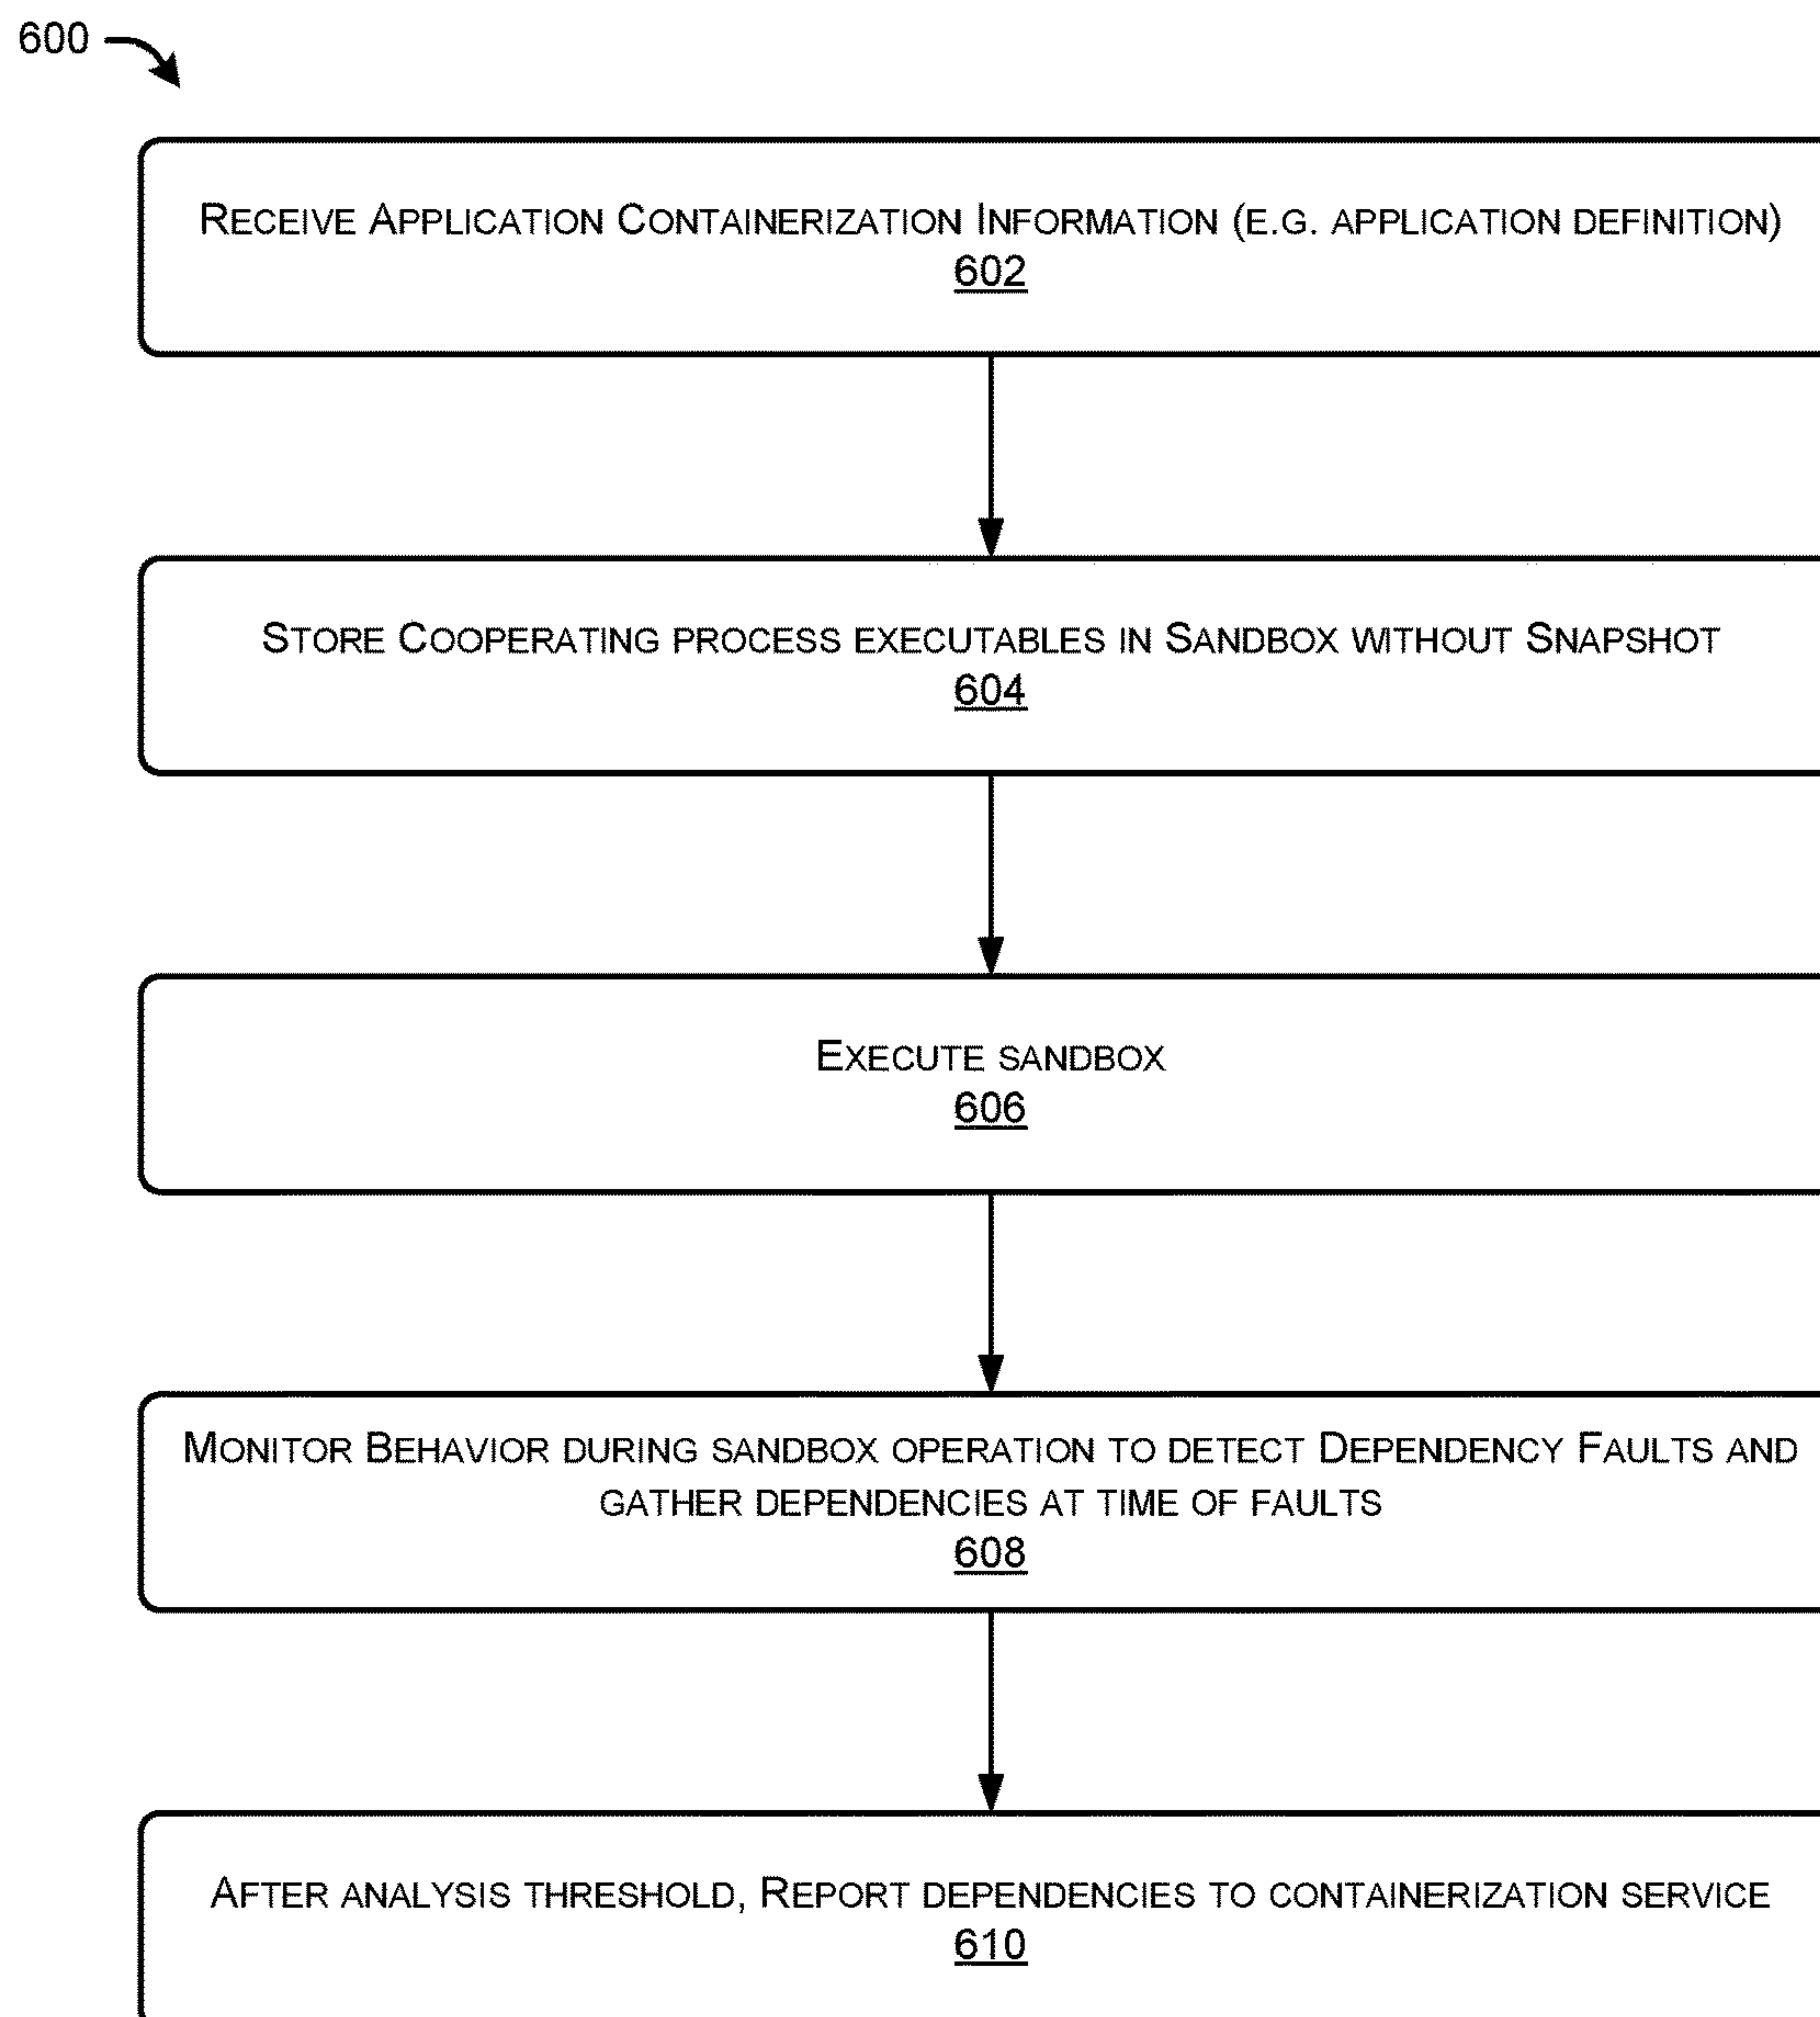 600
RECEIVE APPLICATION CONTAINERIZATION INFORMATION (E.G. APPLICATION DEFINITION)
602
STORE COOPERATING PROCESS EXECUTABLES IN SANDBOX WITHOUT SNAPSHOT
604
EXECUTE SANDBOX
606
MONITOR BEHAVIOR DURING SANDBOX OPERATION TO DETECT DEPENDENCY FAULTS AND
GATHER DEPENDENCIES AT TIME OF FAULTS
608
AFTER ANALYSIS THRESHOLD, REPORT DEPENDENCIES TO CONTAINERIZATION SERVICE
610